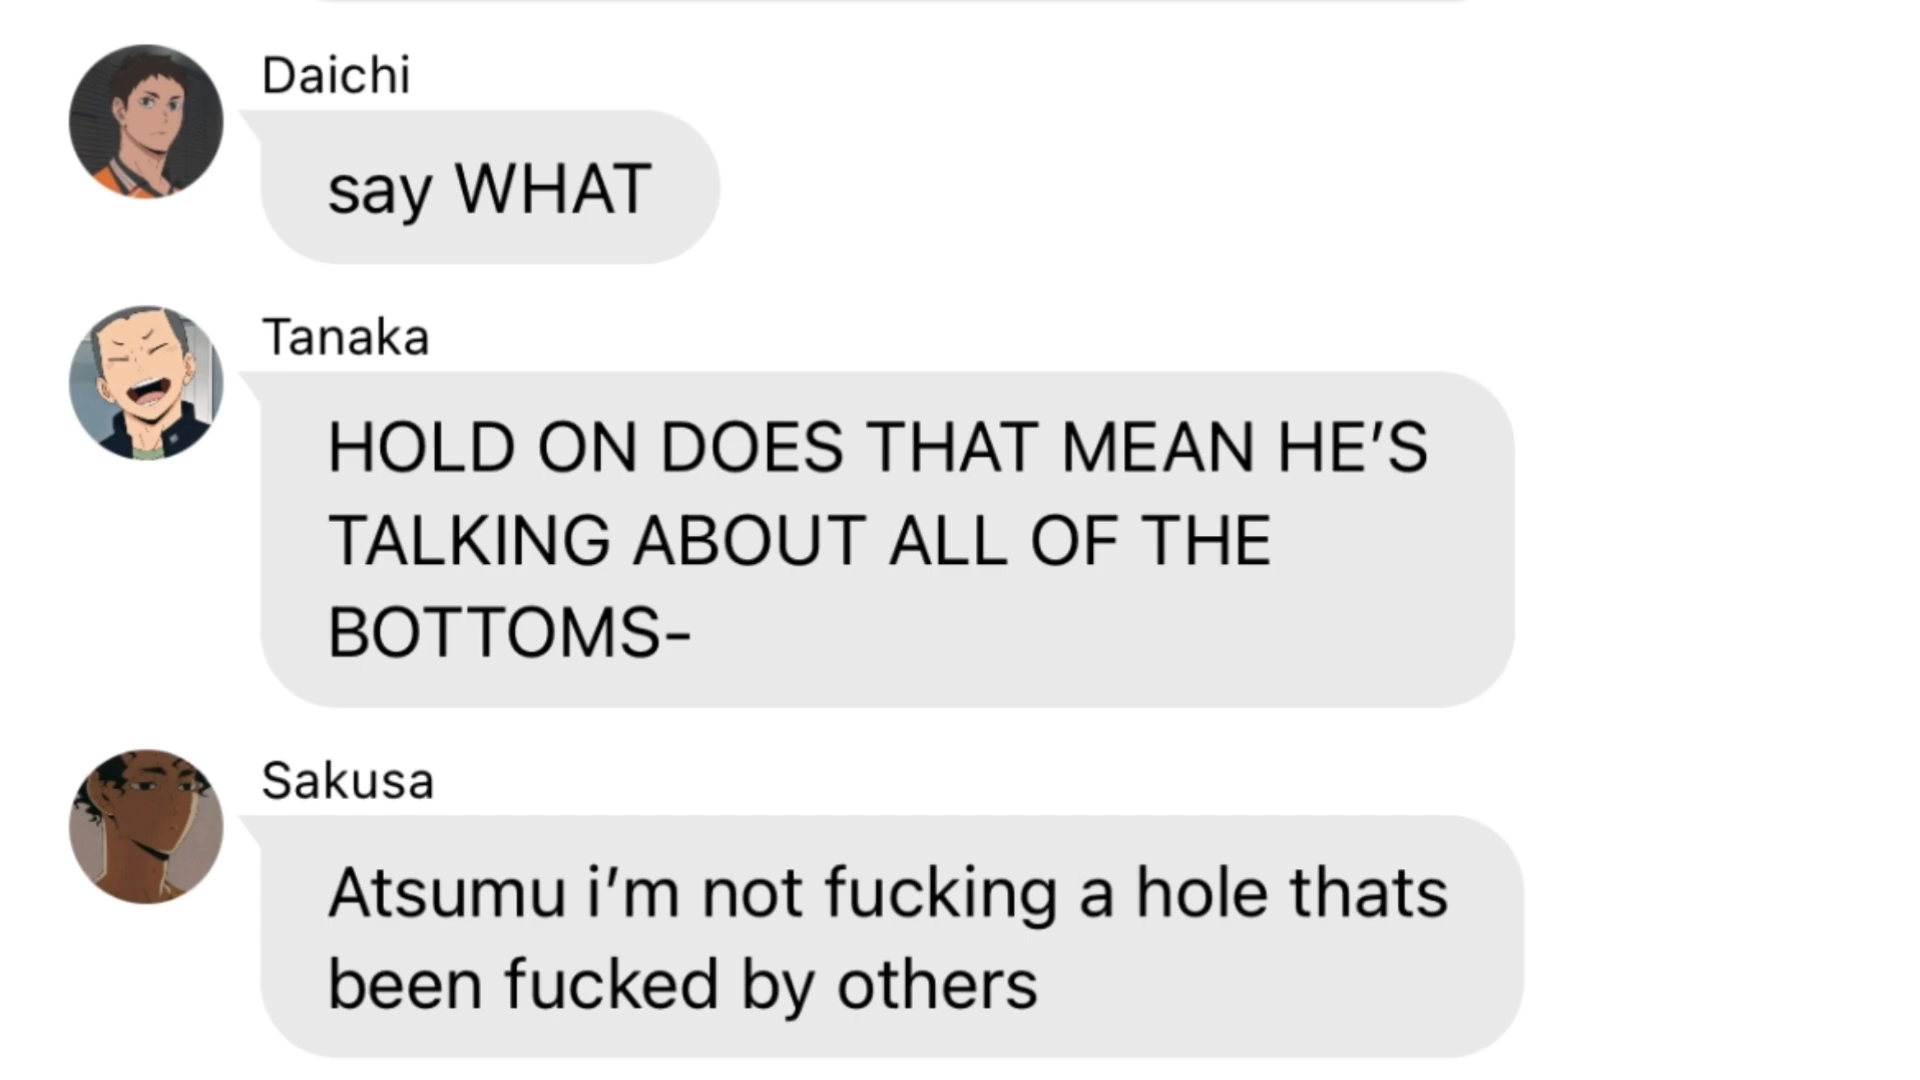 Daichi
say WHAT
Tanaka
HOLD ON DOES THAT MEAN HE’S
TALKING ABOUT ALL OF THE
BOTTOMS-
Sakusa
Atsumu i’m not fucking a hole thats
been fucked by others